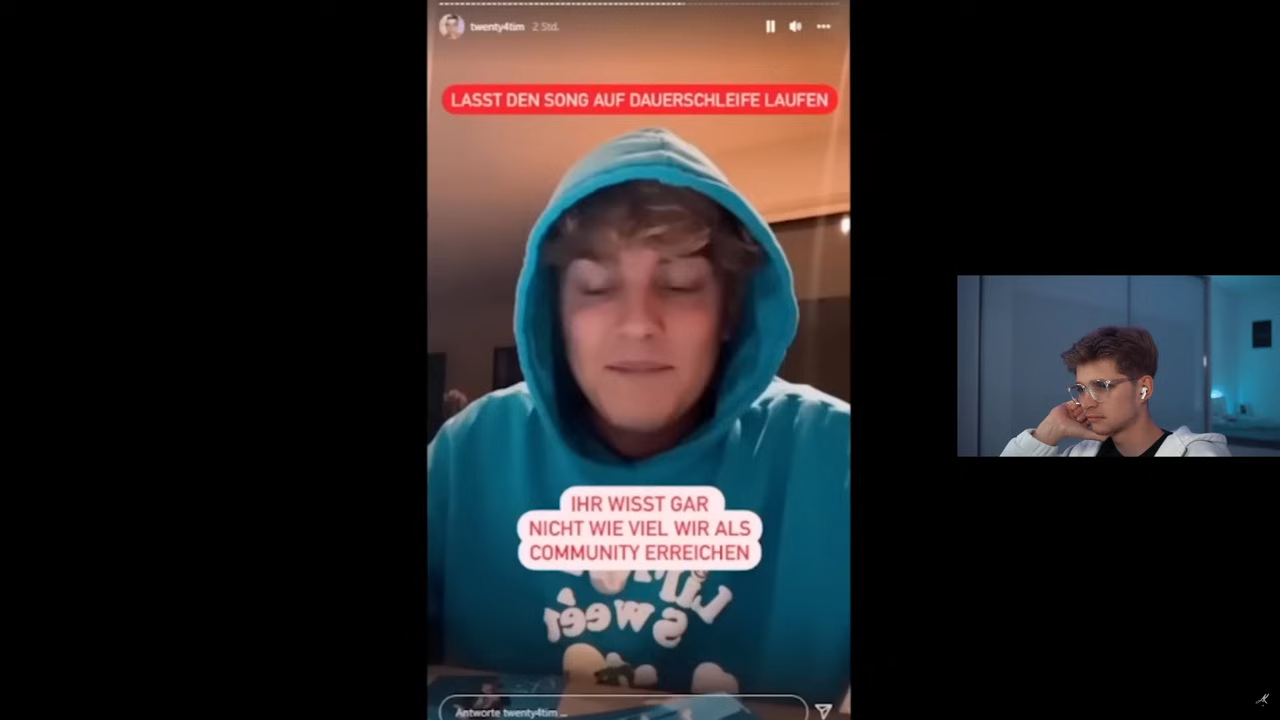 twenty4tim 2 Std.
LASST DEN SONG AUF DAUERSCHLEIFE LAUFEN
IHR WISST GAR
NICHT WIE VIEL WIR ALS
COMMUNITY ERREICHEN
Sweet
Antworte twenty4tim ...